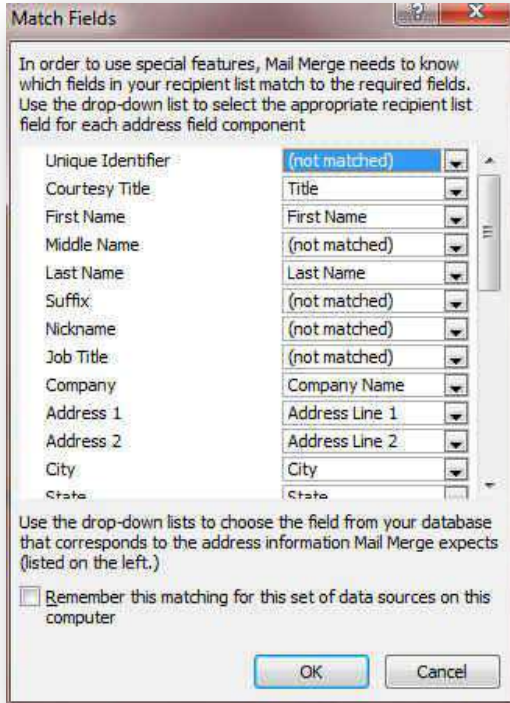 Match Fields
In order to use special features, Mail Merge needs to know
which fields in your recipient list match to the required fields.
Use the drop-down list to select the appropriate recipient list
field for each address field component
Unique Identifier (not matched)
Courtesy Title Title
First Name First Name
Middle Name (not matched)
Last Name Last Name
Suffix (not matched)
Nickname (not matched)
Job Title (not matched)
Company Company Name
Address 1 Address Line 1
Address 2 Address Line 2
City City
State State
Use the drop-down lists to choose the field from your database
that corresponds to the address information Mail Merge expects
(listed on the left.)
Remember this matching for this set of data sources on this
computer
OK Cancel